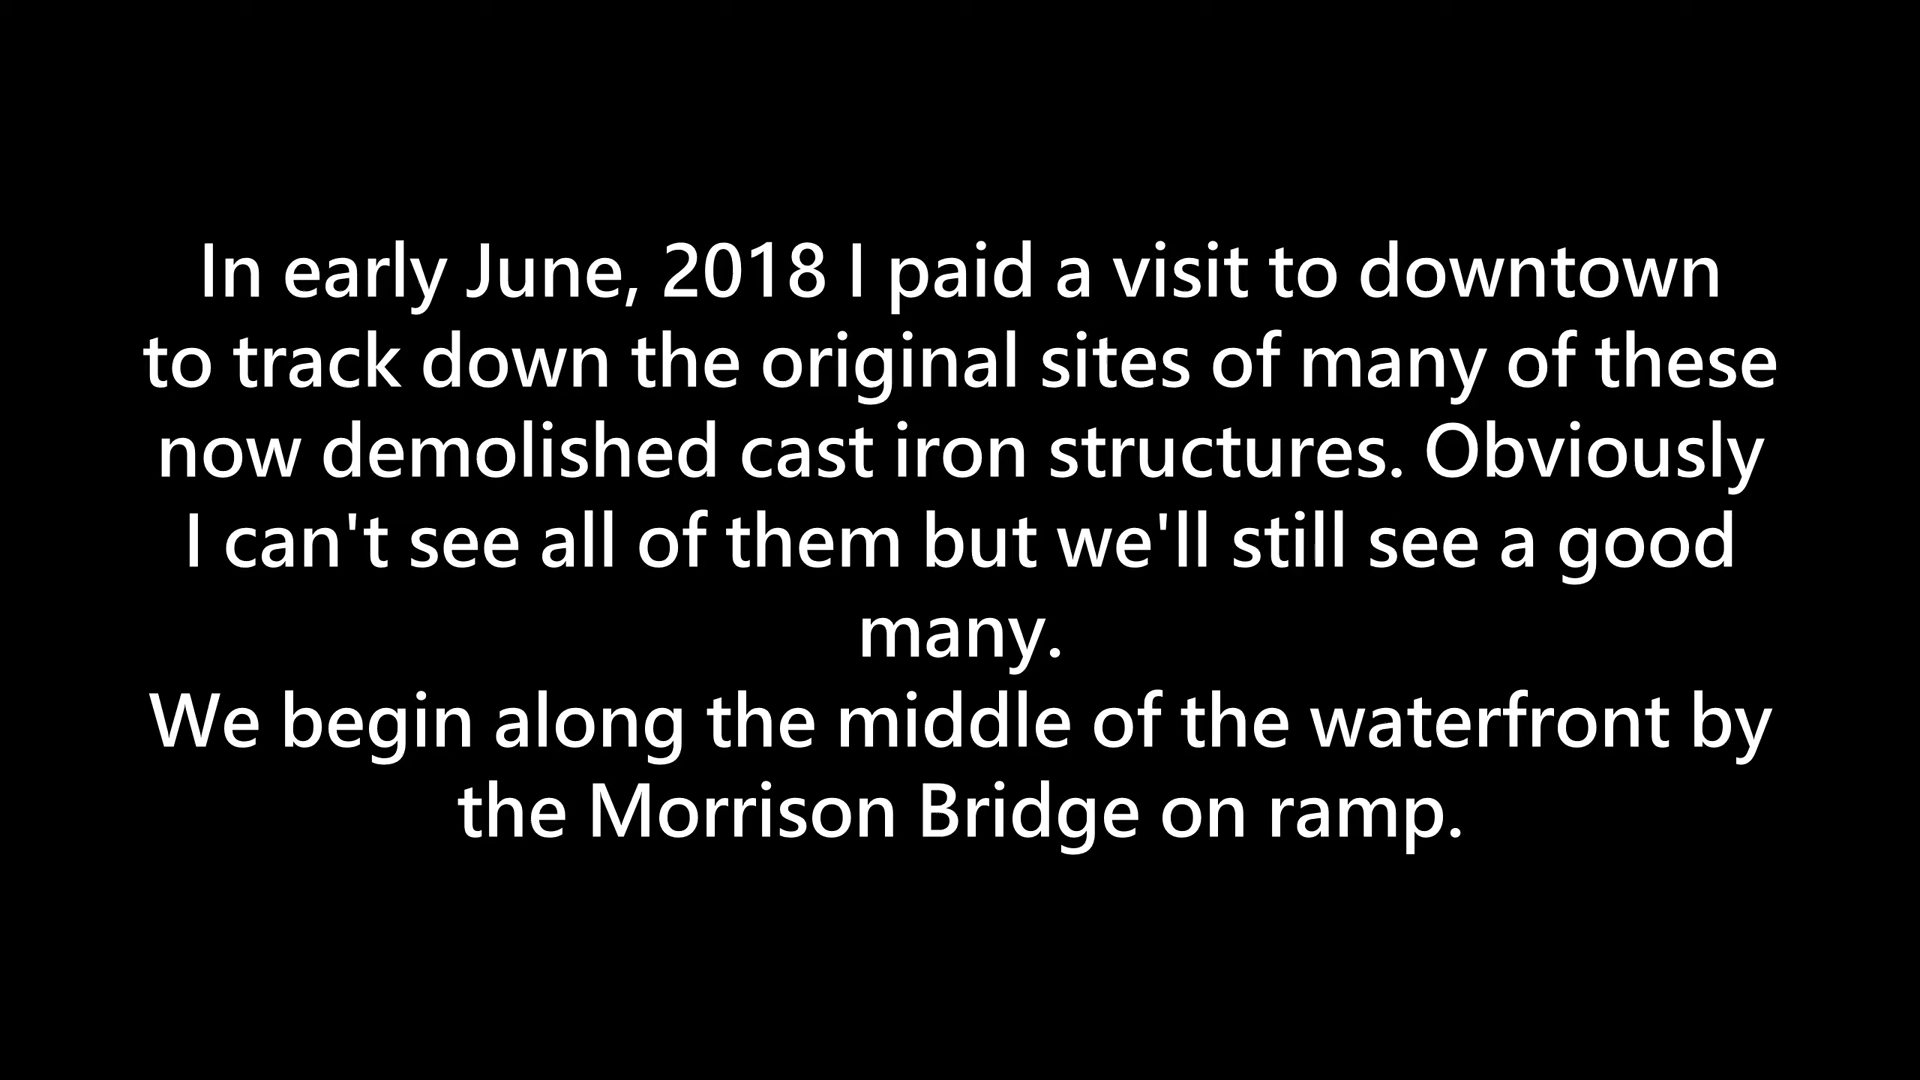 In early June, 2018 I paid a visit to downtown
to track down the original sites of many of these
now demolished cast iron structures. Obviously
I can't see all of them but we'll still see a good
many.
We begin along the middle of the waterfront by
the Morrison Bridge on ramp.